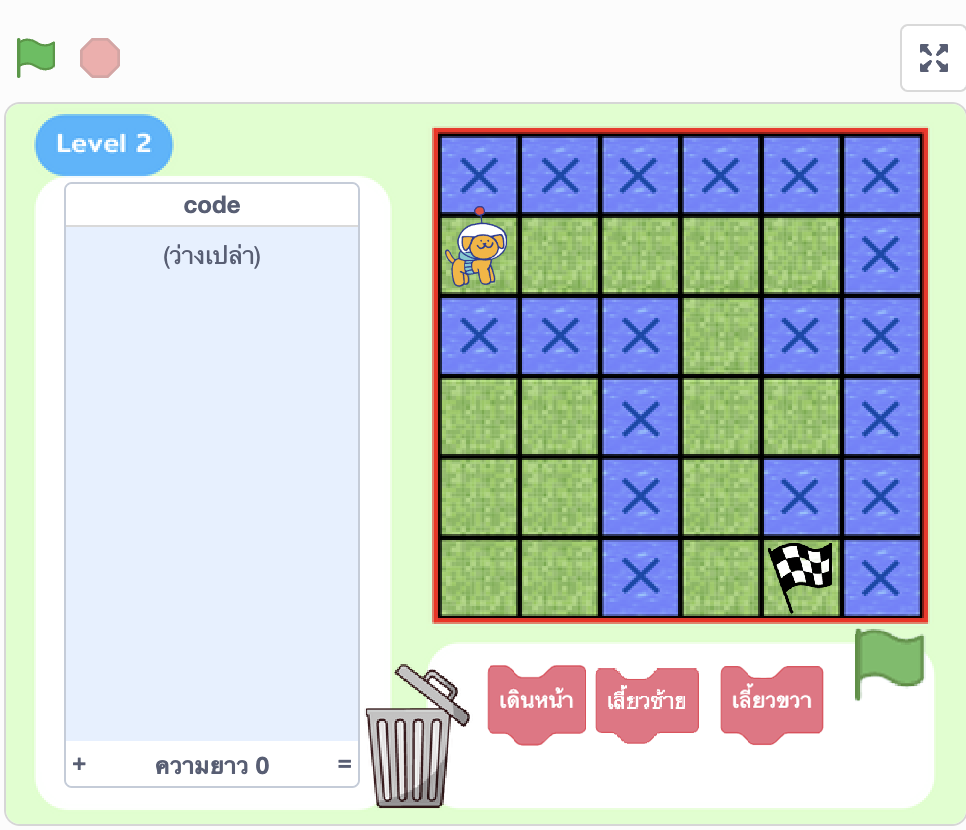 Level 2
code
(ว่างเปล่า)
+ ความยาว 0 =
เดินหน้า
เลี้ยวซ้าย
เลี้ยวขวา